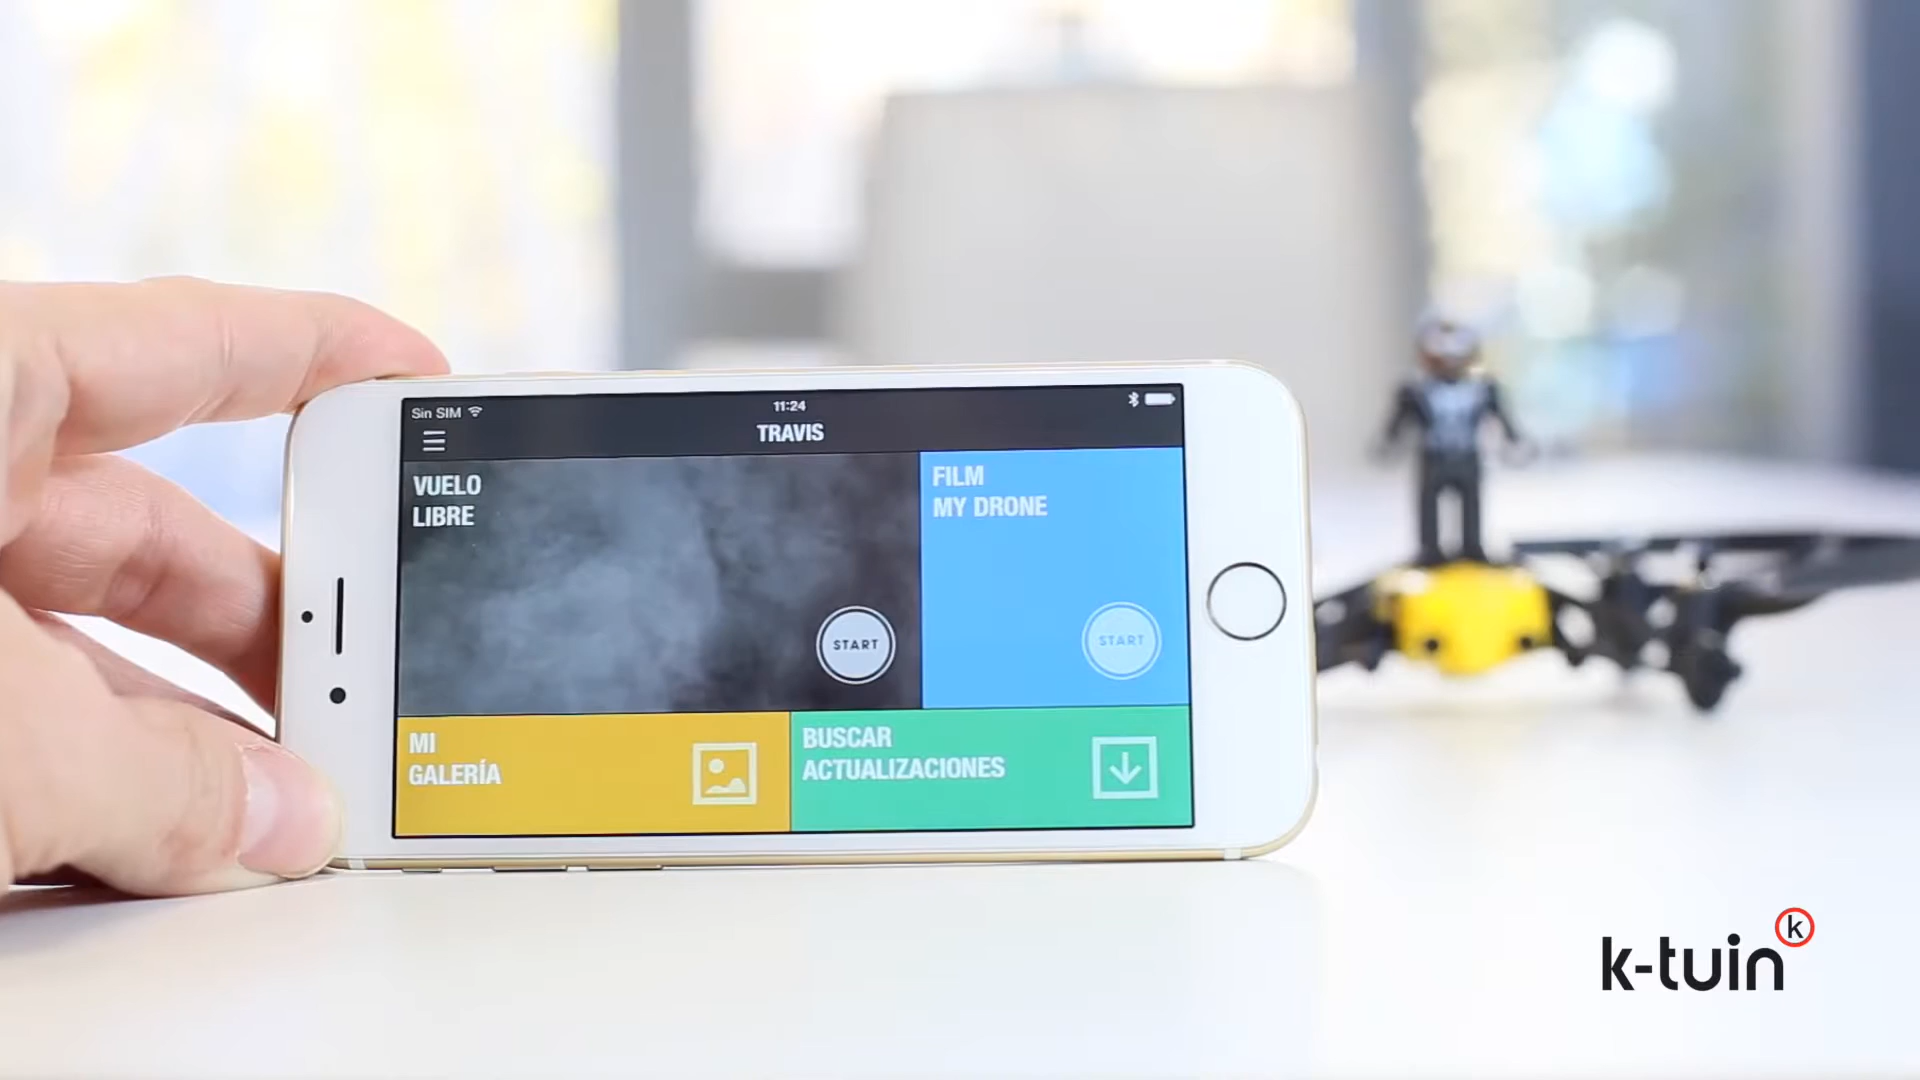 Sin SIM
11:24
TRAVIS
VUELO
LIBRE
START
FILM
MY DRONE
START
MI
GALERÍA
BUSCAR
ACTUALIZACIONES
k-tuin
k